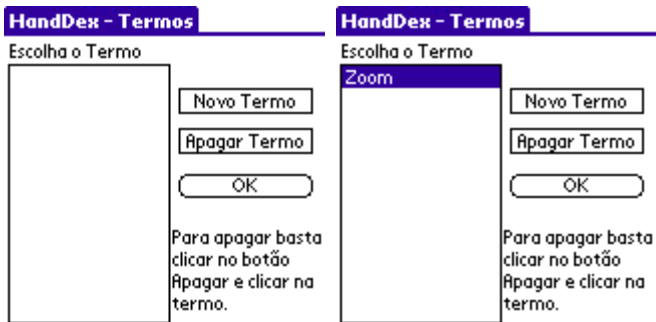 HandDex - Termos
Escolha o Termo
Novo Termo
Apagar Termo
OK
Para apagar basta
clicar no botão
Apagar e clicar na
termo.
HandDex - Termos
Escolha o Termo
Zoom
Novo Termo
Apagar Termo
OK
Para apagar basta
clicar no botão
Apagar e clicar na
termo.